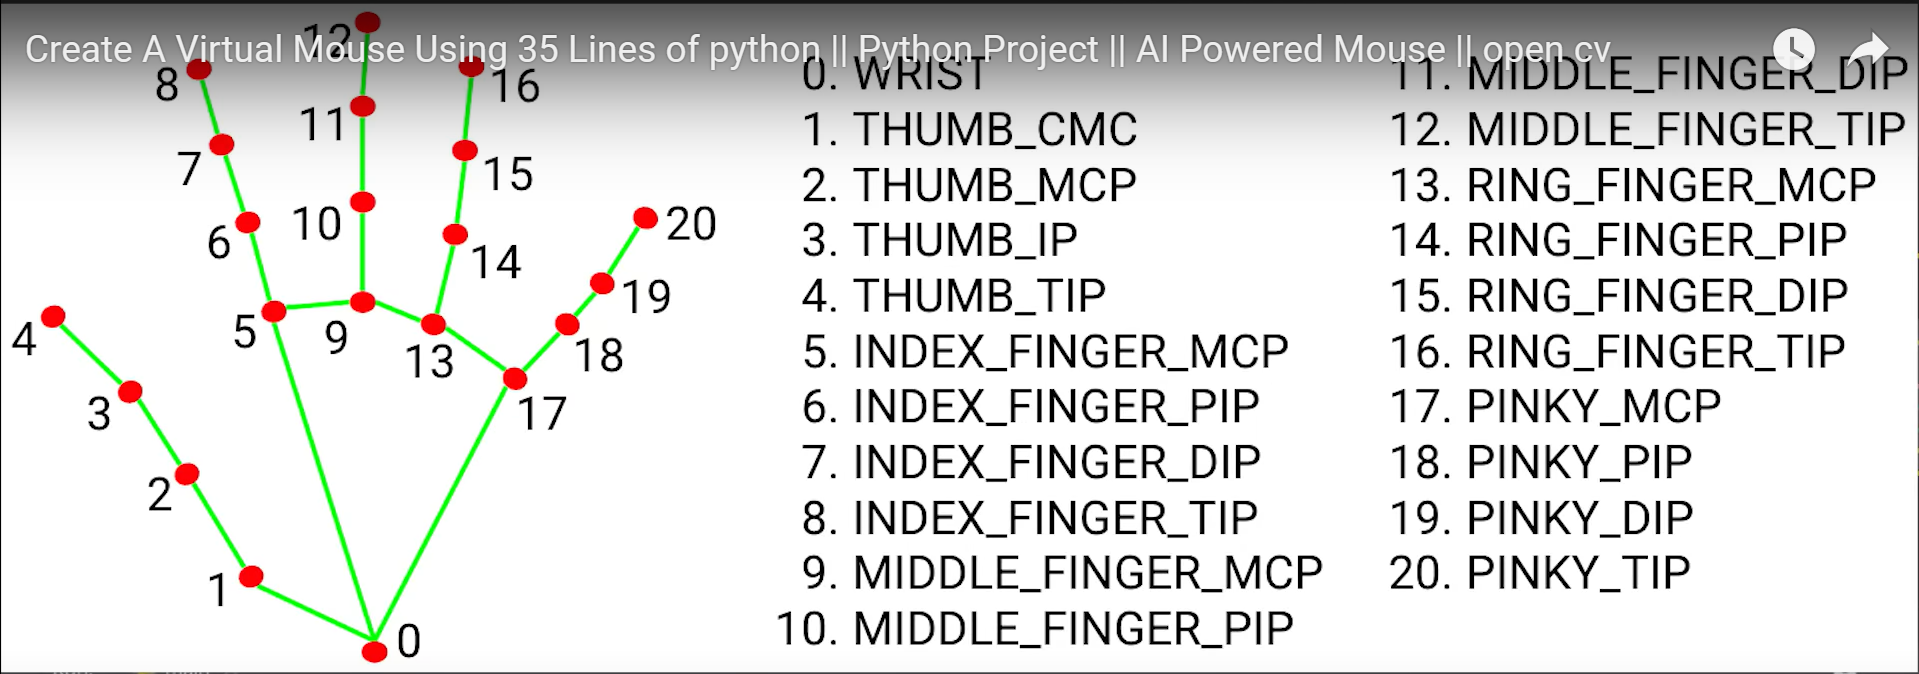 Create A Virtual Mouse Using 35 Lines of python || Python Project || AI Powered Mouse || open cv
12
8
16
11
7
15
10
6
14
20
19
4
5
9
13
18
3
17
2
1
0
0. WRIST
1. THUMB_CMC
2. THUMB_MCP
3. THUMB_IP
4. THUMB_TIP
5. INDEX_FINGER_MCP
6. INDEX_FINGER_PIP
7. INDEX_FINGER_DIP
8. INDEX_FINGER_TIP
9. MIDDLE_FINGER_MCP
10. MIDDLE_FINGER_PIP
11. MIDDLE_FINGER_DIP
12. MIDDLE_FINGER_TIP
13. RING_FINGER_MCP
14. RING_FINGER_PIP
15. RING_FINGER_DIP
16. RING_FINGER_TIP
17. PINKY_MCP
18. PINKY_PIP
19. PINKY_DIP
20. PINKY_TIP